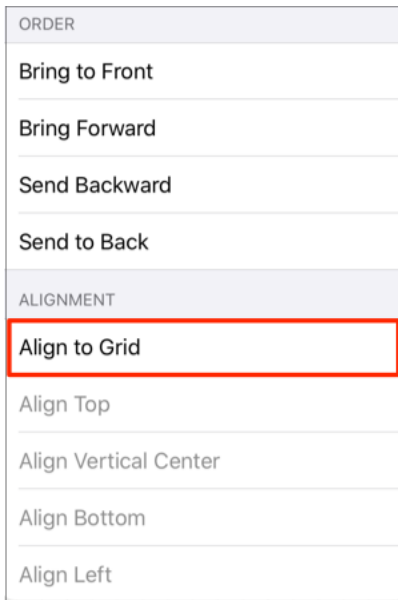 ORDER
Bring to Front
Bring Forward
Send Backward
Send to Back
ALIGNMENT
Align to Grid
Align Top
Align Vertical Center
Align Bottom
Align Left